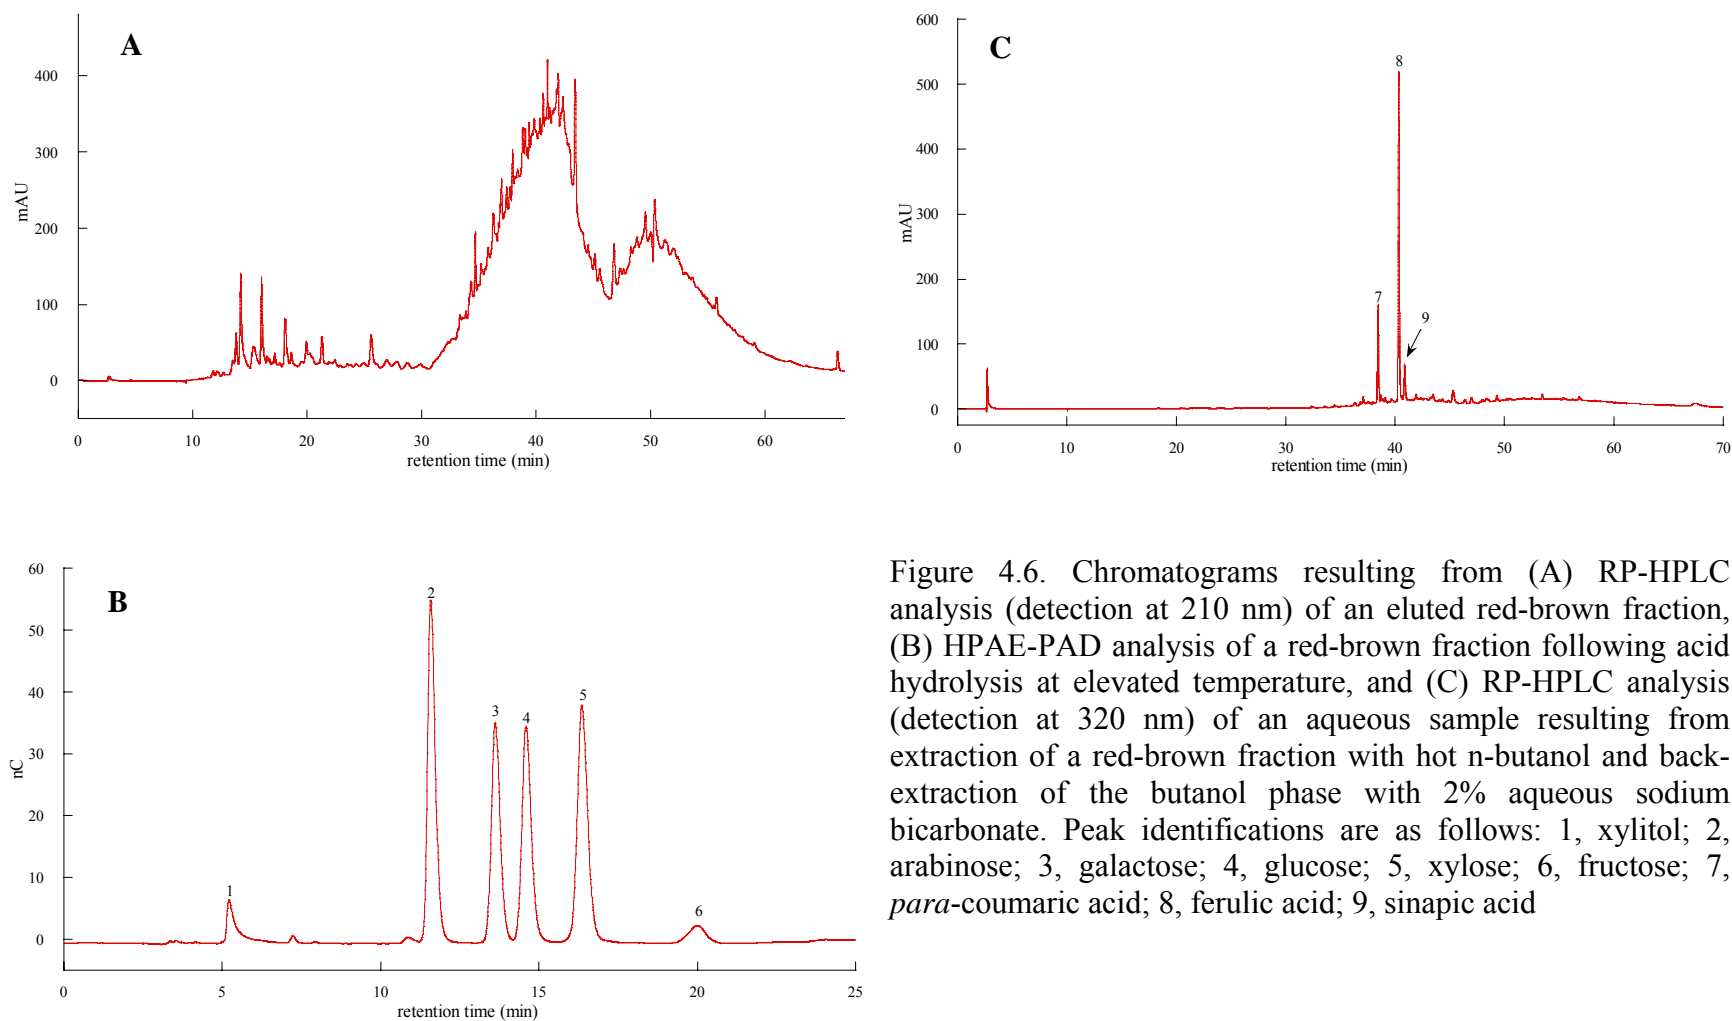 A
400
300
200
100
0
mAU
0 10 20 30 40 50 60
retention time (min)
C
600
500
400
300
200
100
0
mAU
8
7
9
0 10 20 30 40 50 60 70
retention time (min)
B
60
50
40
30
20
10
0
nC
1
2
3
4
5
6
0 5 10 15 20 25
retention time (min)
Figure 4.6. Chromatograms resulting from (A) RP-HPLC
analysis (detection at 210 nm) of an eluted red-brown fraction,
(B) HPAE-PAD analysis of a red-brown fraction following acid
hydrolysis at elevated temperature, and (C) RP-HPLC analysis
(detection at 320 nm) of an aqueous sample resulting from
extraction of a red-brown fraction with hot n-butanol and back-
extraction of the butanol phase with 2% aqueous sodium
bicarbonate. Peak identifications are as follows: 1, xylitol; 2,
arabinose; 3, galactose; 4, glucose; 5, xylose; 6, fructose; 7,
para-coumaric acid; 8, ferulic acid; 9, sinapic acid